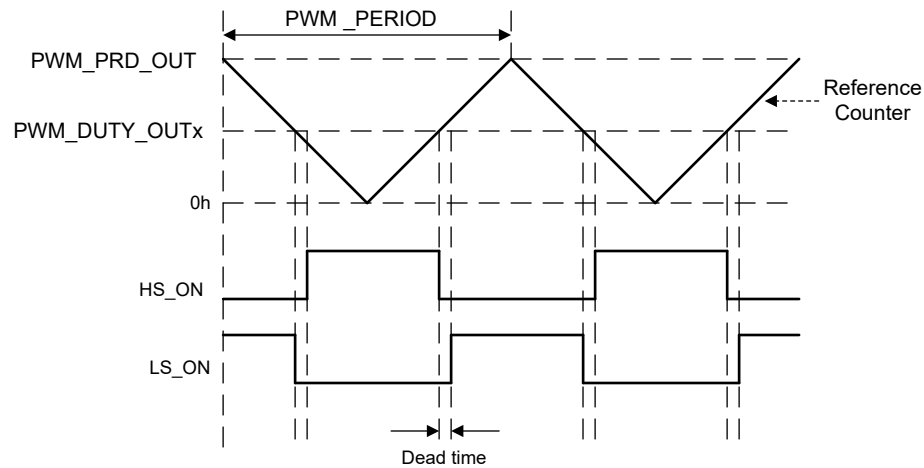 PWM _PERIOD
PWM_PRD_OUT
Reference
Counter
PWM_DUTY_OUTx
0h
HS_ON
LS_ON
Dead time